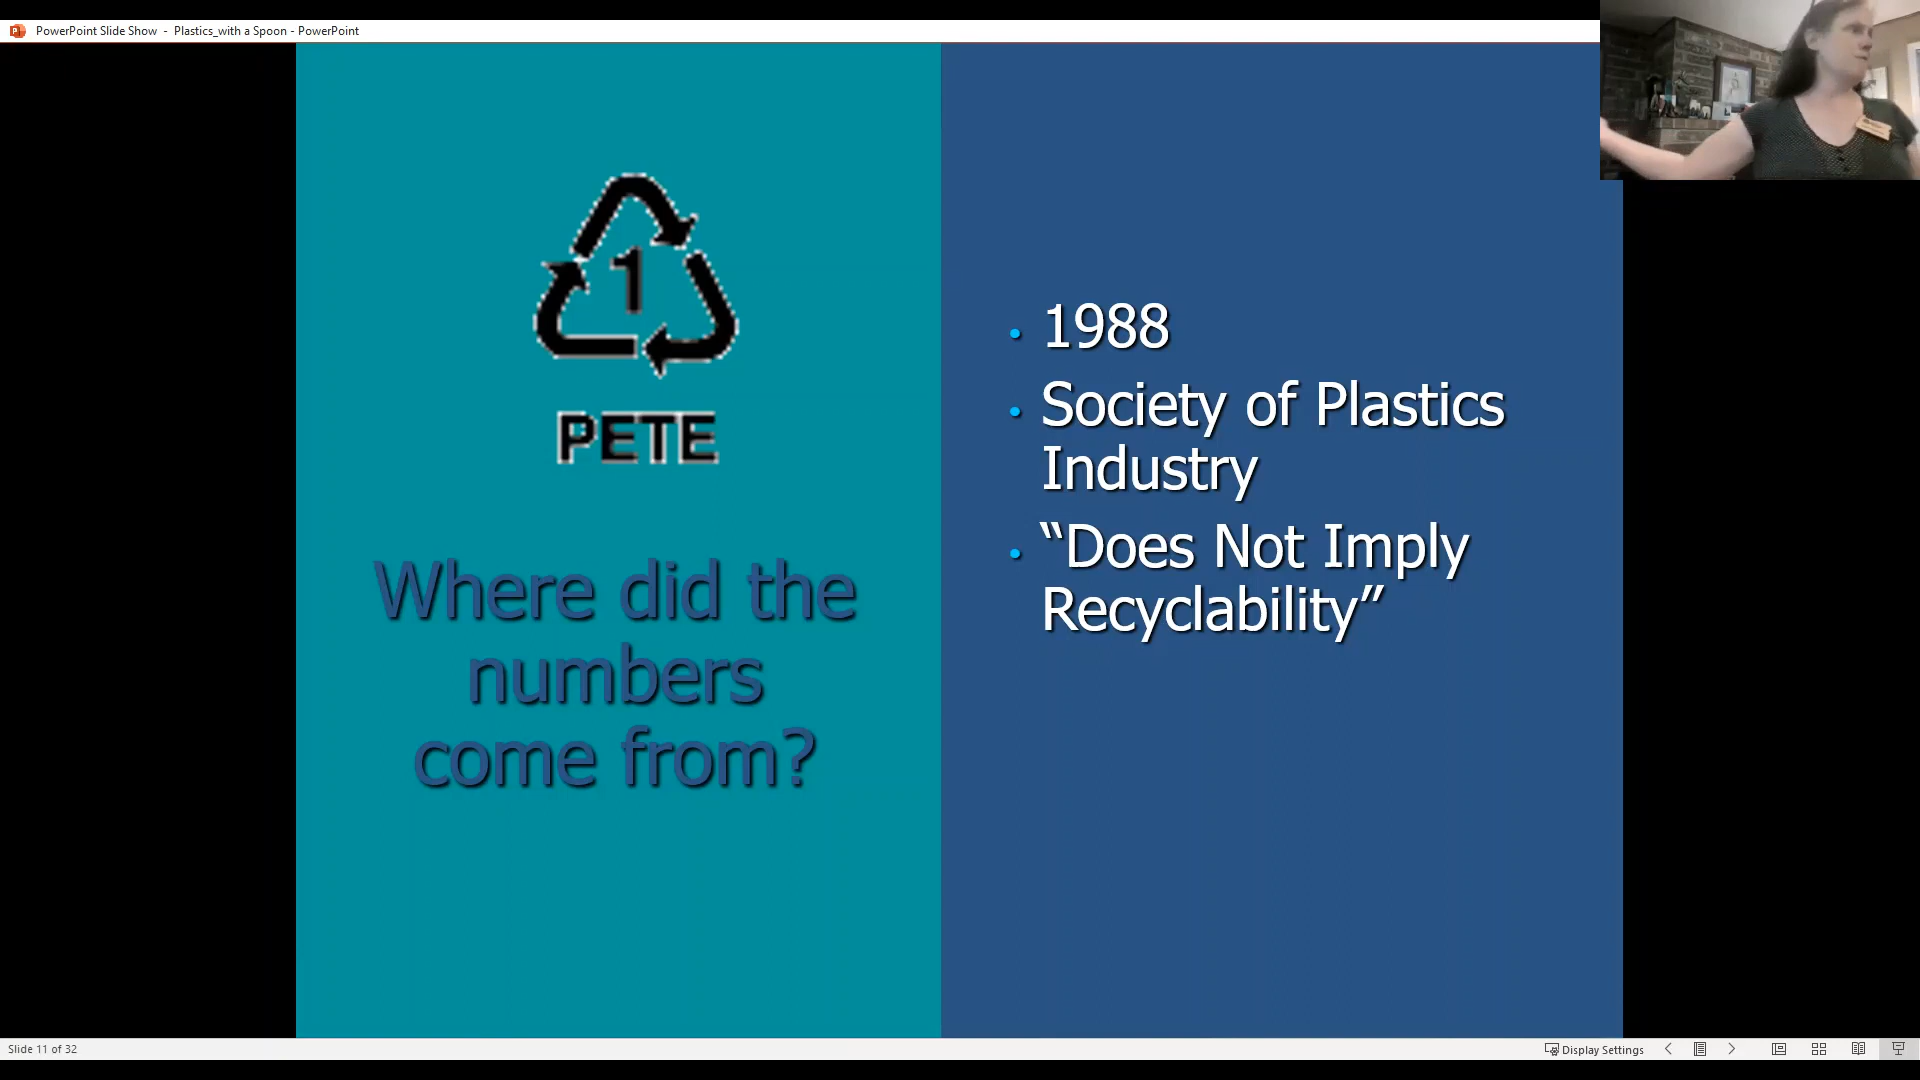 PowerPoint Slide Show - Plastics_with a Spoon - PowerPoint
1
PETE
Where did the
numbers
come from?
• 1988
• Society of Plastics
Industry
• “Does Not Imply
Recyclability”
Slide 11 of 32
Display Settings